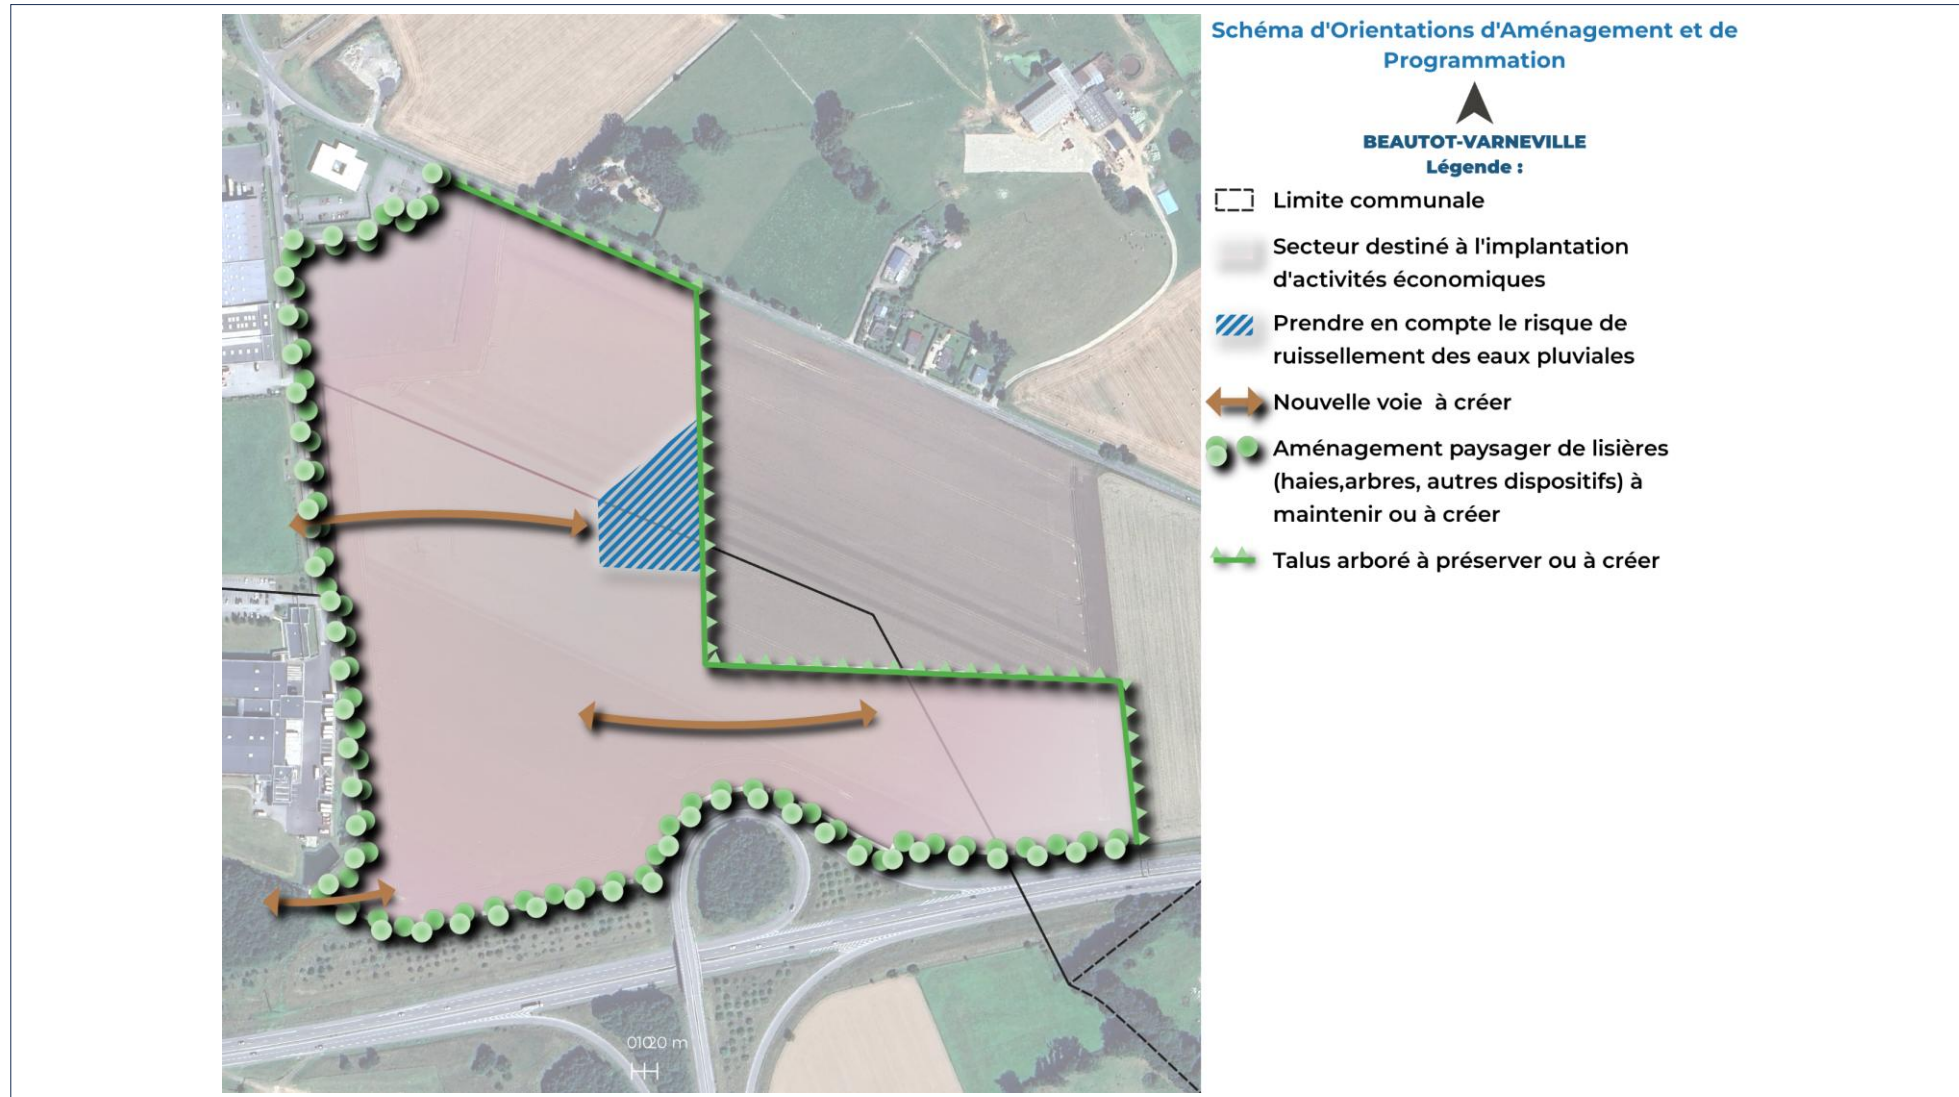 Schéma d'Orientations d'Aménagement et de
Programmation
BEAUTOT-VARNEVILLE
Légende :
Limite communale
Secteur destiné à l'implantation
d'activités économiques
Prendre en compte le risque de
ruissellement des eaux pluviales
Nouvelle voie à créer
Aménagement paysager de lisières
(haies,arbres, autres dispositifs) à
maintenir ou à créer
Talus arboré à préserver ou à créer
01020 m